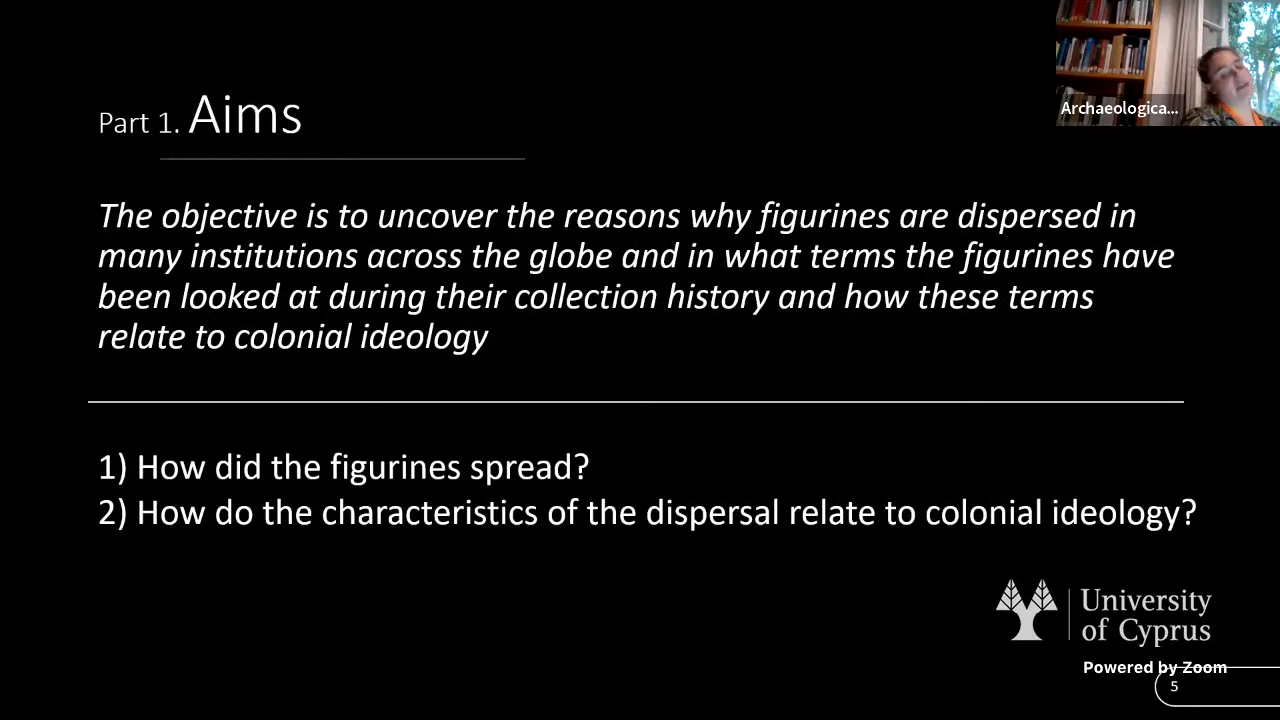 Archaeologica...
Part 1. Aims
The objective is to uncover the reasons why figurines are dispersed in
many institutions across the globe and in what terms the figurines have
been looked at during their collection history and how these terms
relate to colonial ideology
1) How did the figurines spread?
2) How do the characteristics of the dispersal relate to colonial ideology?
University
of Cyprus
Powered by Zoom
5